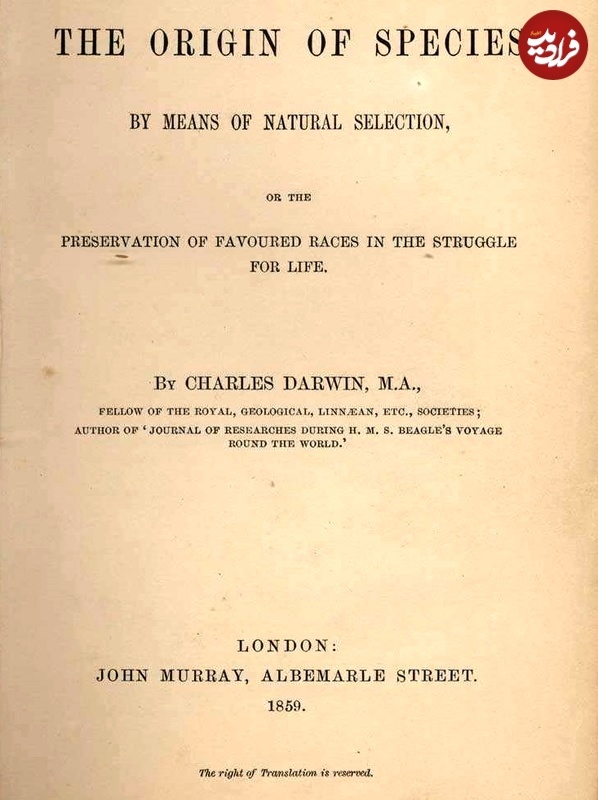 THE ORIGIN OF SPECIES
فرادید
BY MEANS OF NATURAL SELECTION,
OR THE
PRESERVATION OF FAVOURED RACES IN THE STRUGGLE
FOR LIFE.
BY CHARLES DARWIN, M.A.,
FELLOW OF THE ROYAL, GEOLOGICAL, LINNÆAN, ETC., SOCIETIES;
AUTHOR OF ‘JOURNAL OF RESEARCHES DURING H. M. S. BEAGLE'S VOYAGE
ROUND THE WORLD.’
LONDON:
JOHN MURRAY, ALBEMARLE STREET.
1859.
The right of Translation is reserved.